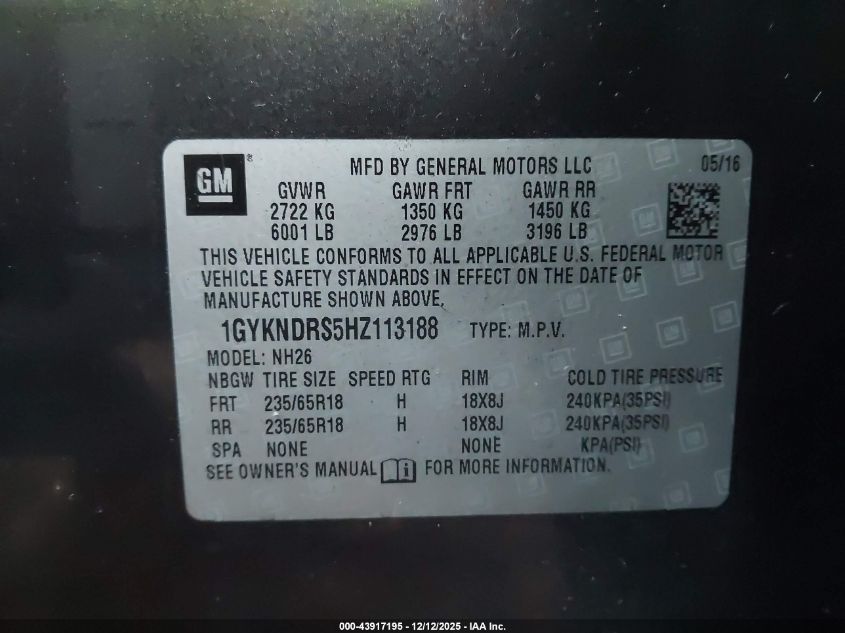 GM ® MFD BY GENERAL MOTORS LLC 05/16
GVWR GAWR FRT GAWR RR
2722 KG 1350 KG 1450 KG
6001 LB 2976 LB 3196 LB
THIS VEHICLE CONFORMS TO ALL APPLICABLE U.S. FEDERAL MOTOR
VEHICLE SAFETY STANDARDS IN EFFECT ON THE DATE OF
MANUFACTURE SHOWN ABOVE.
1GYKNDRS5HZ113188 TYPE: M.P.V.
MODEL: NH26
NBGW TIRE SIZE SPEED RTG RIM COLD TIRE PRESSURE
FRT 235/65R18 H 18X8J 240KPA(35PSI)
RR 235/65R18 H 18X8J 240KPA(35PSI)
SPA NONE NONE KPA(PSI)
SEE OWNER'S MANUAL i FOR MORE INFORMATION.
000-43917195 - 12/12/2025 - IAA Inc.